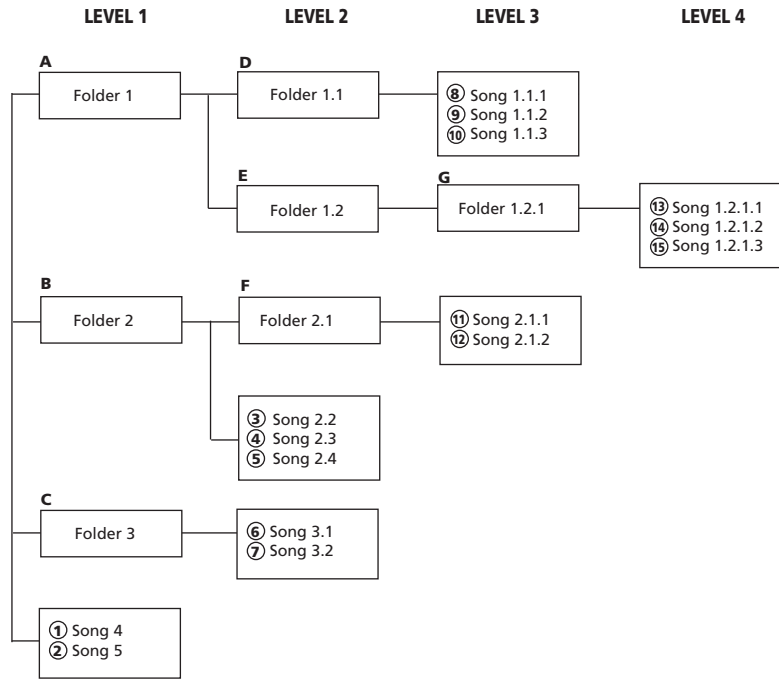 LEVEL 1 LEVEL 2 LEVEL 3 LEVEL 4
A
Folder 1
D
Folder 1.1
⑧ Song 1.1.1
⑨ Song 1.1.2
⑩ Song 1.1.3
E
Folder 1.2
G
Folder 1.2.1
⑬ Song 1.2.1.1
⑭ Song 1.2.1.2
⑮ Song 1.2.1.3
B
Folder 2
F
Folder 2.1
⑪ Song 2.1.1
⑫ Song 2.1.2
③ Song 2.2
④ Song 2.3
⑤ Song 2.4
C
Folder 3
⑥ Song 3.1
⑦ Song 3.2
① Song 4
② Song 5